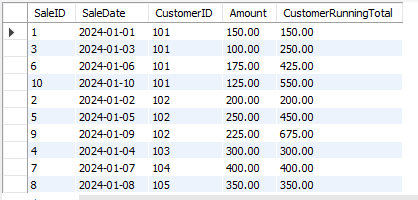 SaleID SaleDate CustomerID Amount CustomerRunningTotal
1 2024-01-01 101 150.00 150.00
3 2024-01-03 101 100.00 250.00
6 2024-01-06 101 175.00 425.00
10 2024-01-10 101 125.00 550.00
2 2024-01-02 102 200.00 200.00
5 2024-01-05 102 250.00 450.00
9 2024-01-09 102 225.00 675.00
4 2024-01-04 103 300.00 300.00
7 2024-01-07 104 400.00 400.00
8 2024-01-08 105 350.00 350.00